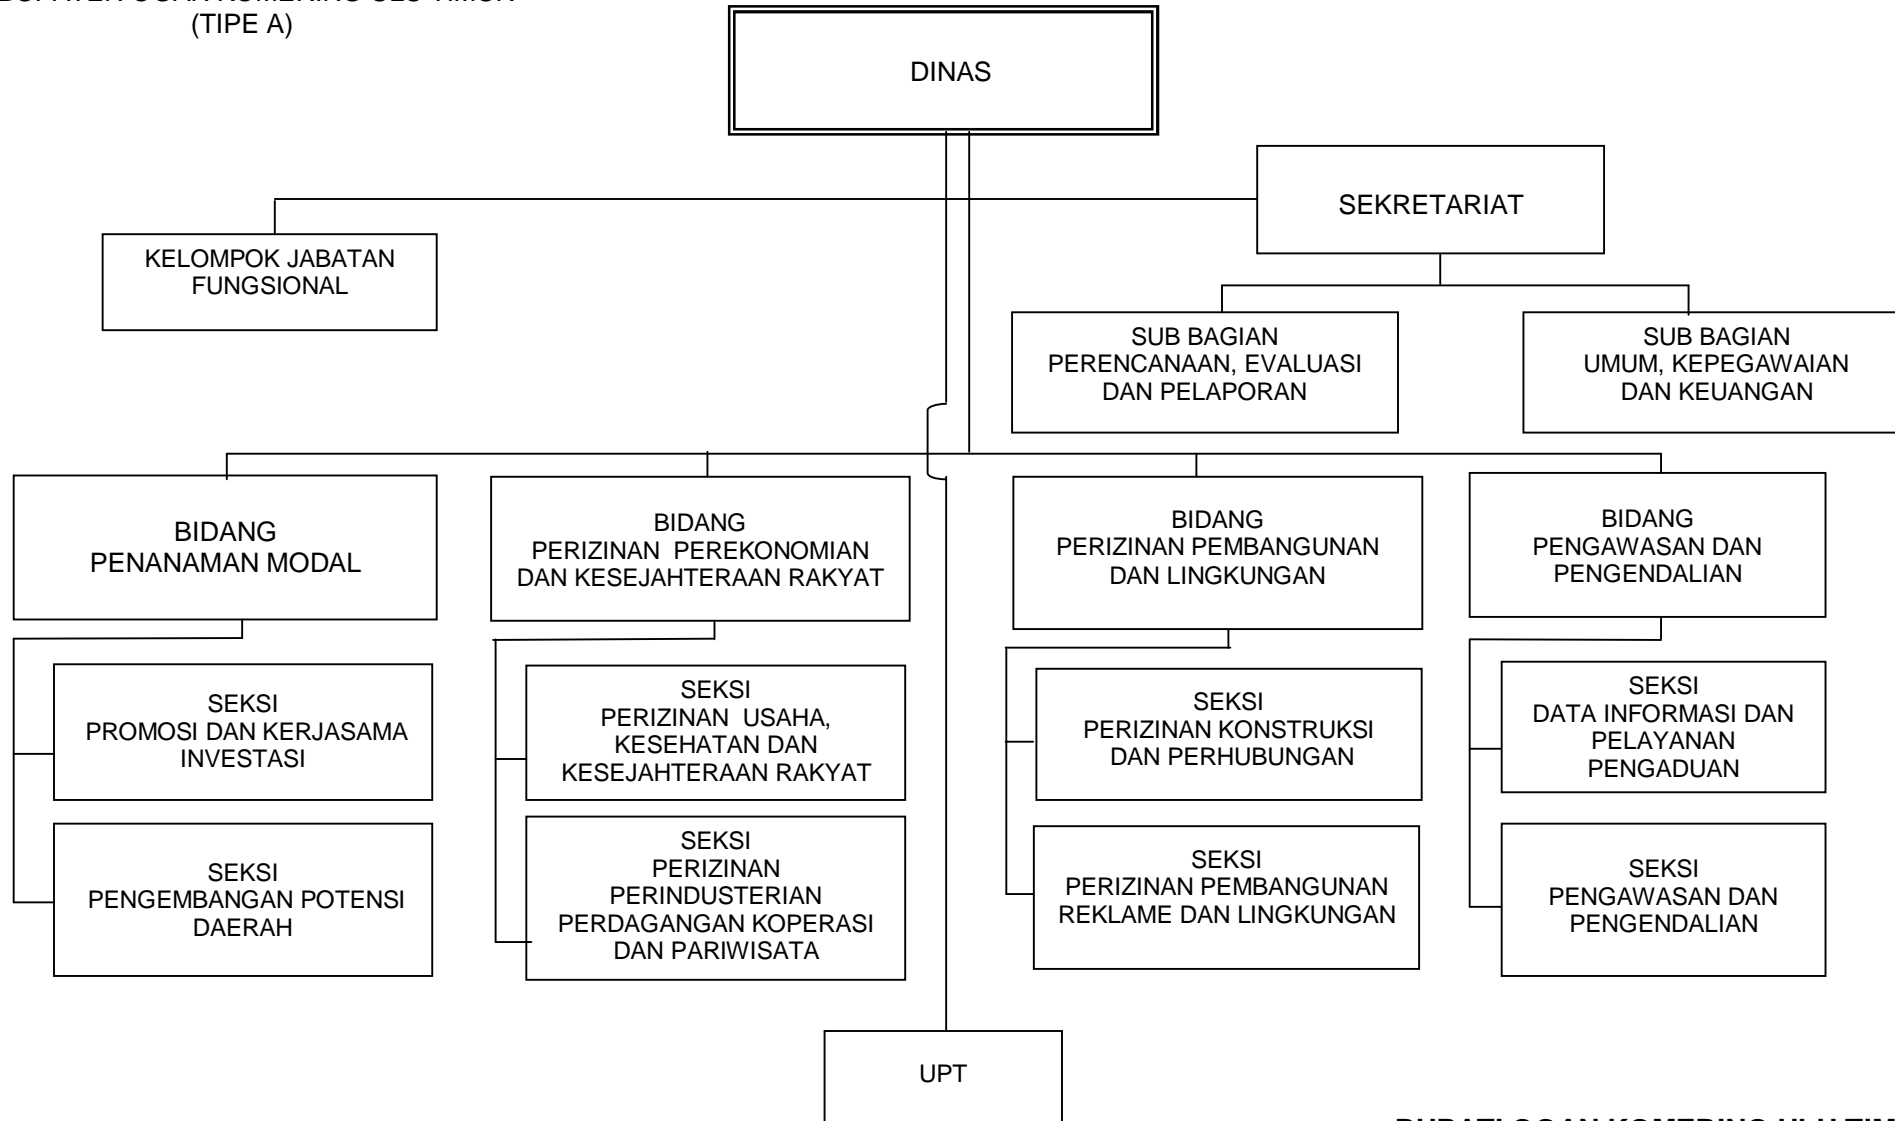 (TIPE A)
DINAS
SEKRETARIAT
KELOMPOK JABATAN
FUNGSIONAL
SUB BAGIAN
PERENCANAAN, EVALUASI
DAN PELAPORAN
SUB BAGIAN
UMUM, KEPEGAWAIAN
DAN KEUANGAN
BIDANG
PENANAMAN MODAL
BIDANG
PERIZINAN PEREKONOMIAN
DAN KESEJAHTERAAN RAKYAT
BIDANG
PERIZINAN PEMBANGUNAN
DAN LINGKUNGAN
BIDANG
PENGAWASAN DAN
PENGENDALIAN
SEKSI
PROMOSI DAN KERJASAMA
INVESTASI
SEKSI
PERIZINAN USAHA,
KESEHATAN DAN
KESEJAHTERAAN RAKYAT
SEKSI
PERIZINAN KONSTRUKSI
DAN PERHUBUNGAN
SEKSI
DATA INFORMASI DAN
PELAYANAN
PENGADUAN
SEKSI
PENGEMBANGAN POTENSI
DAERAH
SEKSI
PERIZINAN
PERINDUSTERIAN
PERDAGANGAN KOPERASI
DAN PARIWISATA
SEKSI
PERIZINAN PEMBANGUNAN
REKLAME DAN LINGKUNGAN
SEKSI
PENGAWASAN DAN
PENGENDALIAN
UPT